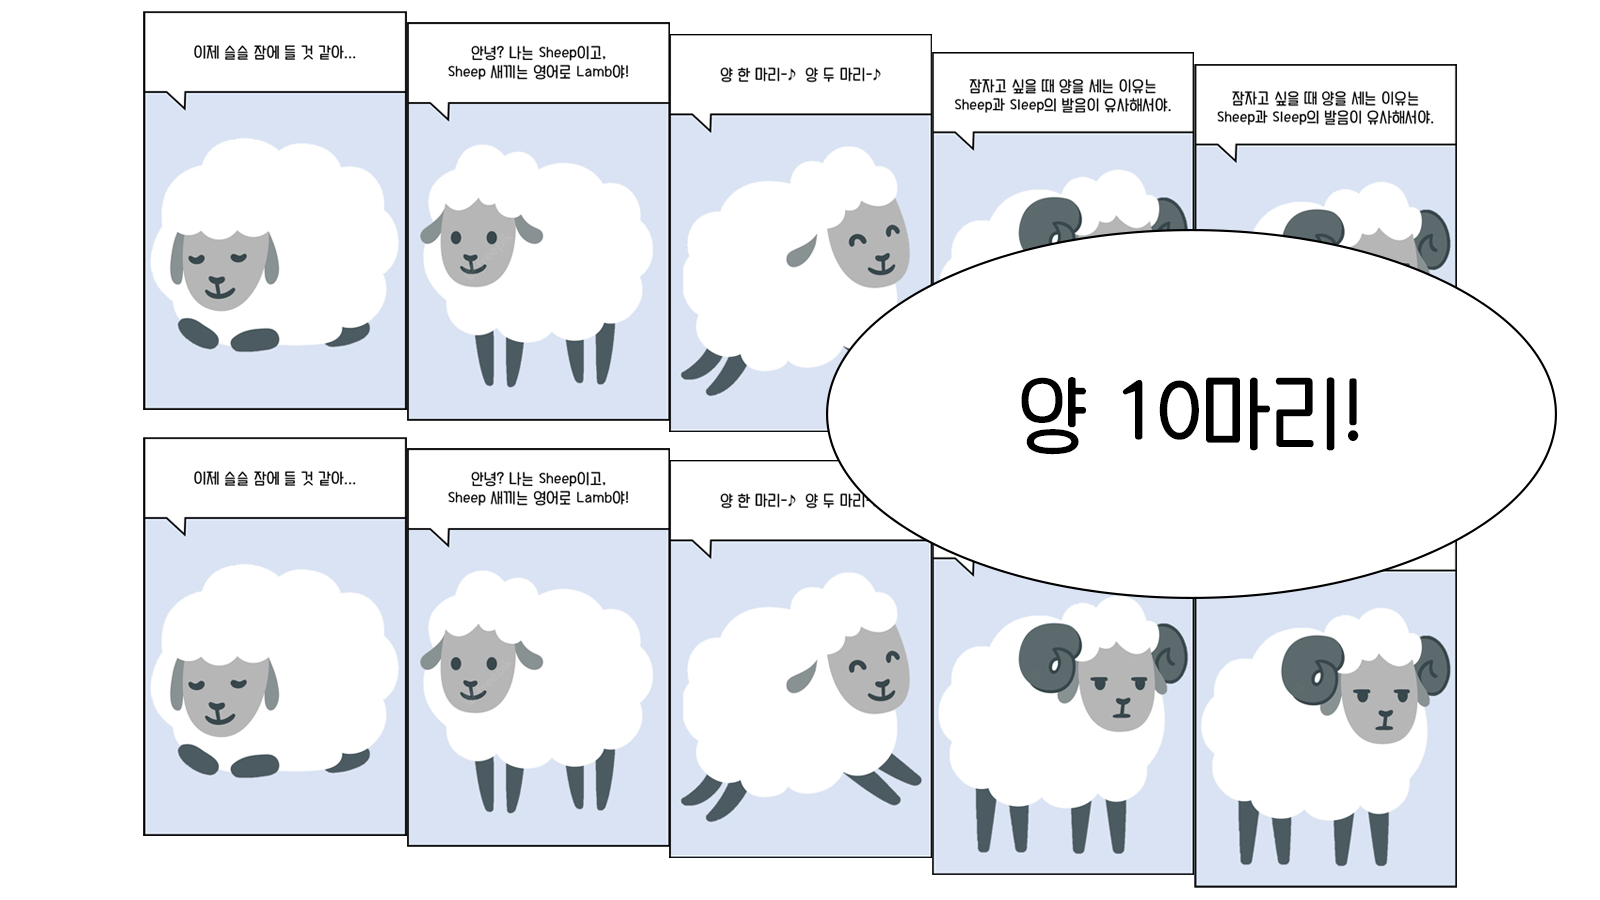 이제 슬슬 잠에 들 것 같아...
안녕? 나는 Sheep이고,
Sheep 새끼는 영어로 Lamb야!
양 한 마리-♪ 양 두 마리-♪
잠자고 싶을 때 양을 세는 이유는
Sheep과 Sleep의 발음이 유사해서야.
잠자고 싶을 때 양을 세는 이유는
Sheep과 Sleep의 발음이 유사해서야.
양 10마리!
이제 슬슬 잠에 들 것 같아...
안녕? 나는 Sheep이고,
Sheep 새끼는 영어로 Lamb야!
양 한 마리-♪ 양 두 마리-